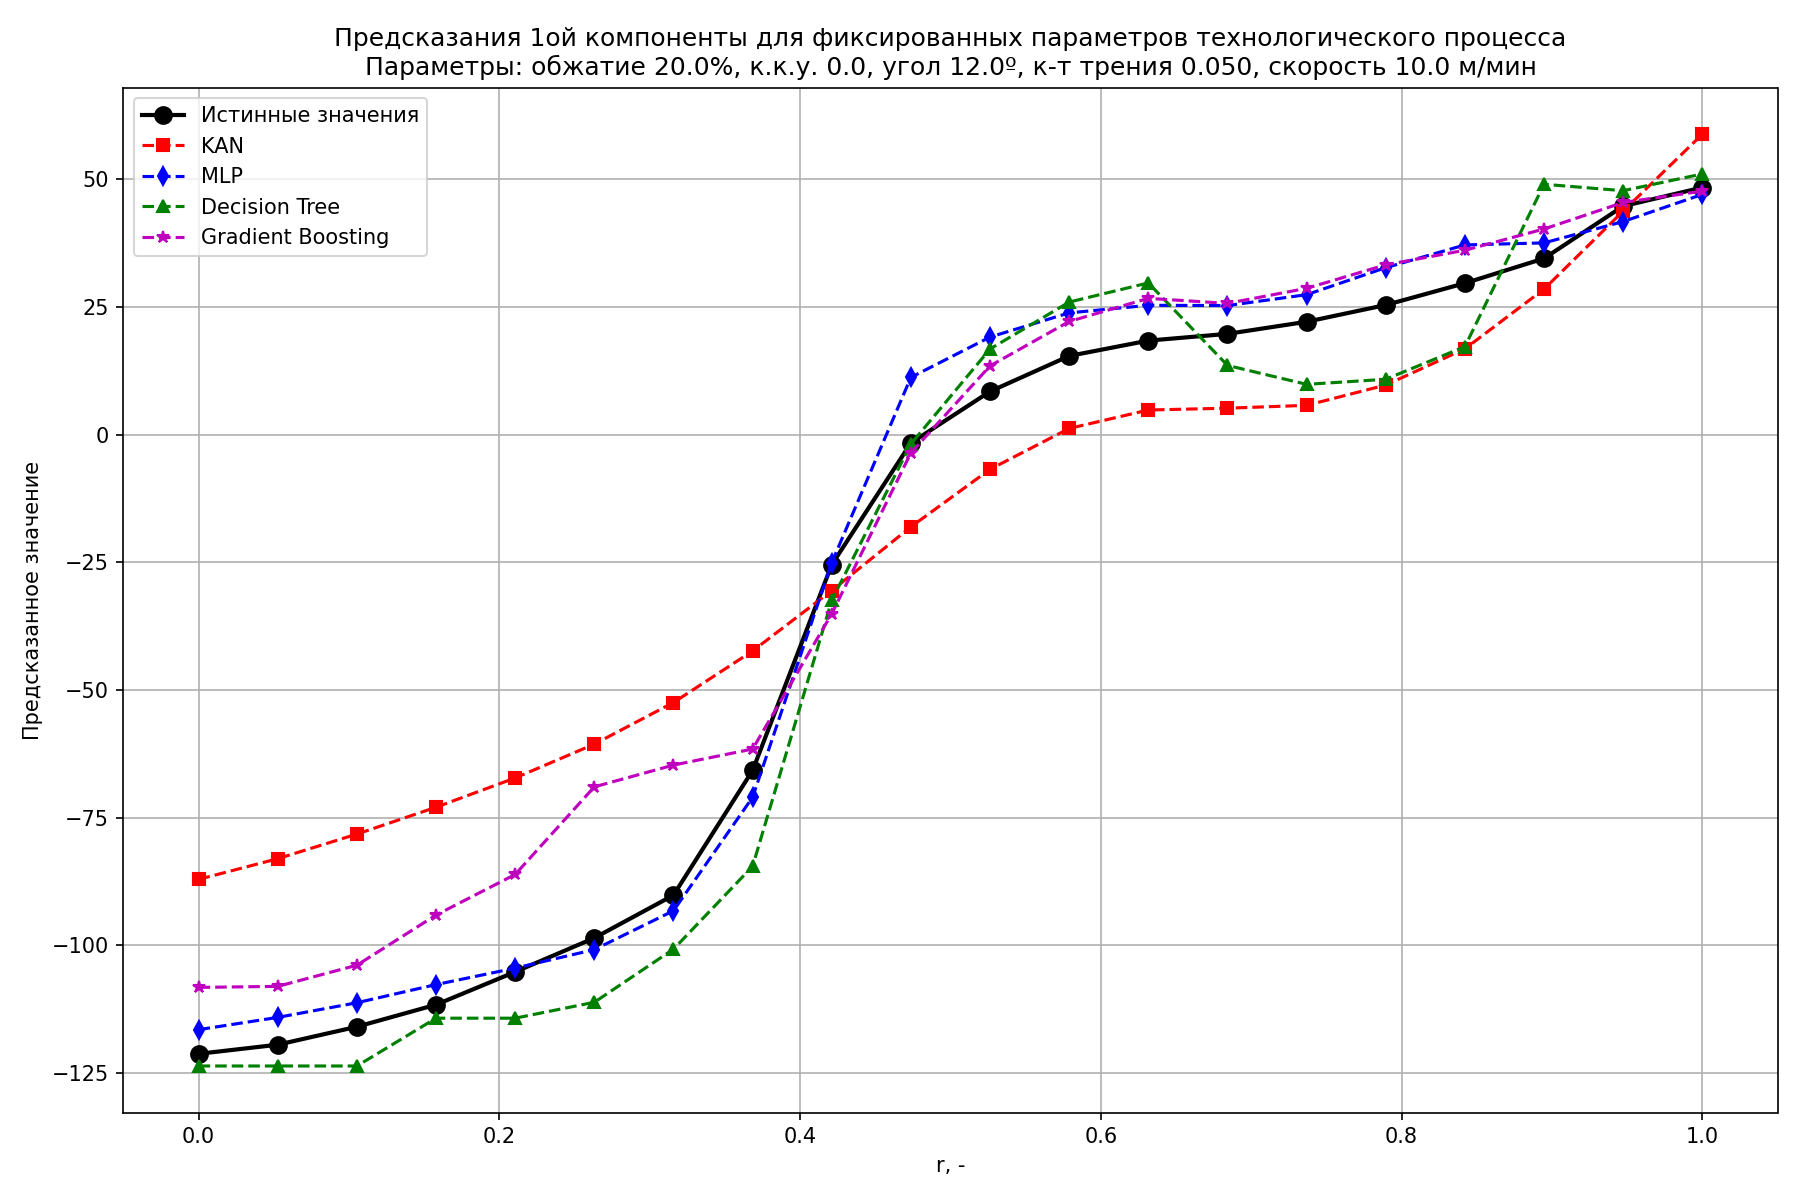 Предсказания 1ой компоненты для фиксированных параметров технологического процесса
Параметры: обжатие 20.0%, к.к.у. 0.0, угол 12.0º, к-т трения 0.050, скорость 10.0 м/мин
Истинные значения
KAN
MLP
Decision Tree
Gradient Boosting
50
25
0
−25
−50
−75
−100
−125
Предсказанное значение
0.0
0.2
0.4
0.6
0.8
1.0
r, -